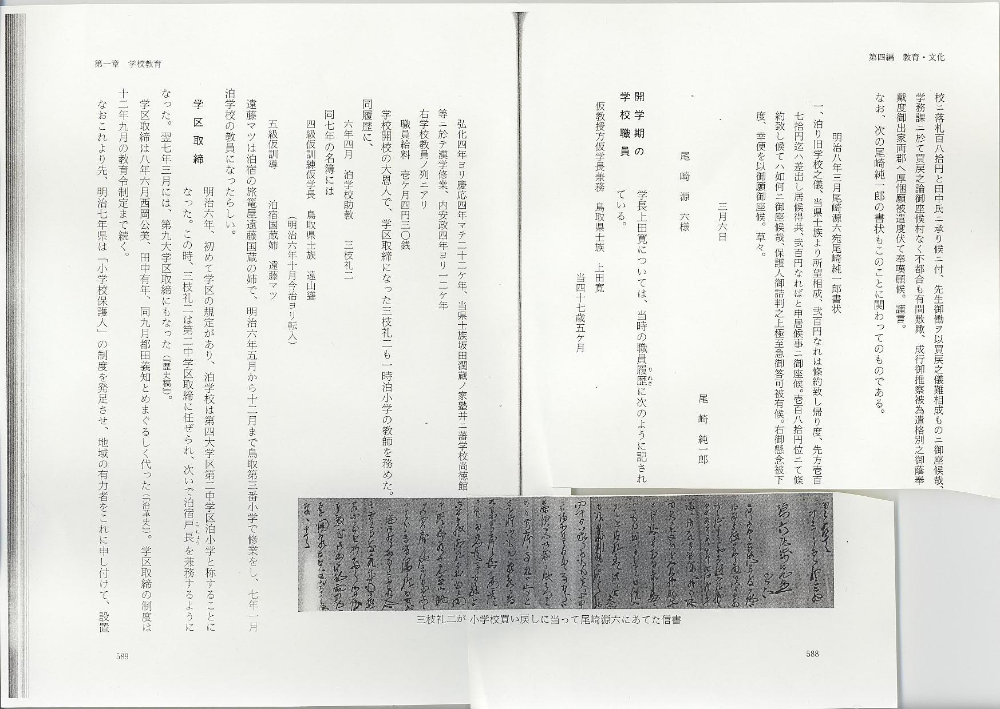 第四編　教育・文化
校ニ落札百八拾円と田中氏ニ承り候ニ付、先生御働ヲ以買戻之儀難相成ものニ御座候哉、
学務課ニ於て買戻之論御座候村なく不都合も有間敷歟、成行御推察被為遣格別之御蔭奉
戴度御出家両郡へ厚悃願被遣度伏て奉嘆願候。謹言。
なお、次の尾崎純一郎の書状もこのことに関わってのものである。
明治八年三月尾崎源六宛尾崎純一郎書状
一、泊り旧学校之儀、当県士族より所望相成、弐百円なれは條約致し帰り度、先方壱百
七拾円迄ハ差出し居候得共、弐百円なればと申居候事ニ御座候。壱百八拾円位ニて條
約致し候てハ如何ニ御座候哉、保護人御詰判之上極至急御答可被有候。右御懸念被下
度、幸便を以御願御座候。草々。
三月六日
尾崎純一郎
尾崎源六様
開学期の
学校職員
学長上田寛については、当時の職員履歴に次のように記され
りれき
ている。
仮教授方仮学長兼務　鳥取県士族　上田寛
当四十七歳五ケ月
三枝礼二が小学校買い戻しに当って尾崎源六にあてた信書
588
第一章　学校教育
弘化四年ヨリ慶応四年マテ二十二ケ年、当県士族坂田潤蔵ノ家塾并ニ藩学校尚徳館
等ニ於テ漢学修業、内安政四年ヨリ一二ケ年
右学校教員ノ列ニアリ
職員給料　壱ケ月四円三〇銭
学校開校の大恩人で、学区取締になった三枝礼二も一時泊小学の教師を務めた。
同履歴に、
六年四月　泊学校助教　三枝礼二
同七年の名簿には
四級仮訓練仮学長　鳥取県士族　遠山聳
（明治六年十月今治ヨリ転入）
五級仮訓導　泊宿国蔵姉　遠藤マツ
遠藤マツは泊宿の旅篭屋遠藤国蔵の姉で、明治六年五月から十二月まで鳥取第三番小学で修業をし、七年一月
泊学校の教員になったらしい。
学区取締
明治六年、初めて学区の規定があり、泊学校は第四大学区第二中学区泊小学と称することに
なった。この時、三枝礼二は第二中学区取締に任ぜられ、次いで泊宿戸長を兼務するように
こちょう
なった。翌七年三月には、第九大学区取締にもなった（『歴史稿』）。
学区取締は八年六月西岡公美、田中有年、同九月都田義知とめまぐるしく代った（『沿革史』）。学区取締の制度は
十二年九月の教育令制定まで続く。
なおこれより先、明治七年県は「小学校保護人」の制度を発足させ、地域の有力者をこれに申し付けて、設置
589